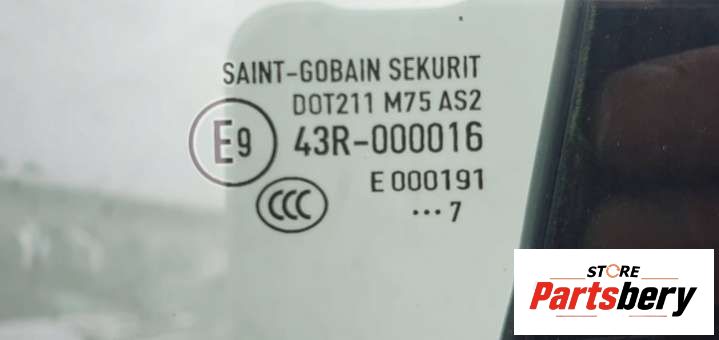 SAINT-GOBAIN SEKURIT
DOT211 M75 AS2
E9 43R-000016
E 000191
CCC
...7
STORE
Partsbery